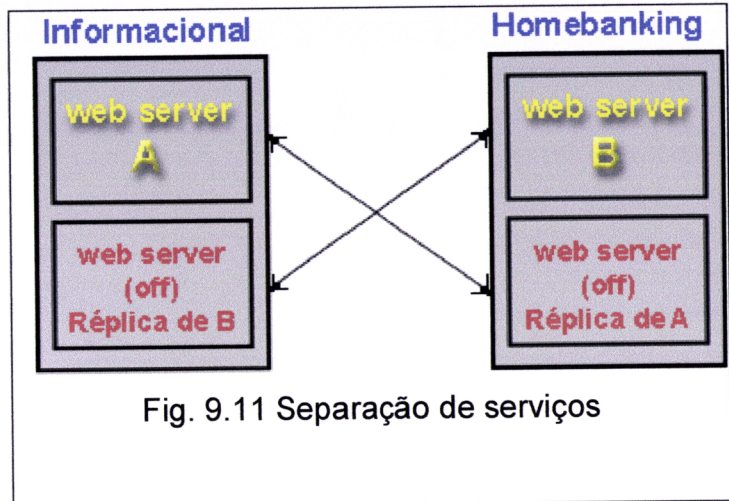 Informacional
web server
A
web server
(off)
Réplica de B
Homebanking
web server
B
web server
(off)
Réplica de A
Fig. 9.11 Separação de serviços